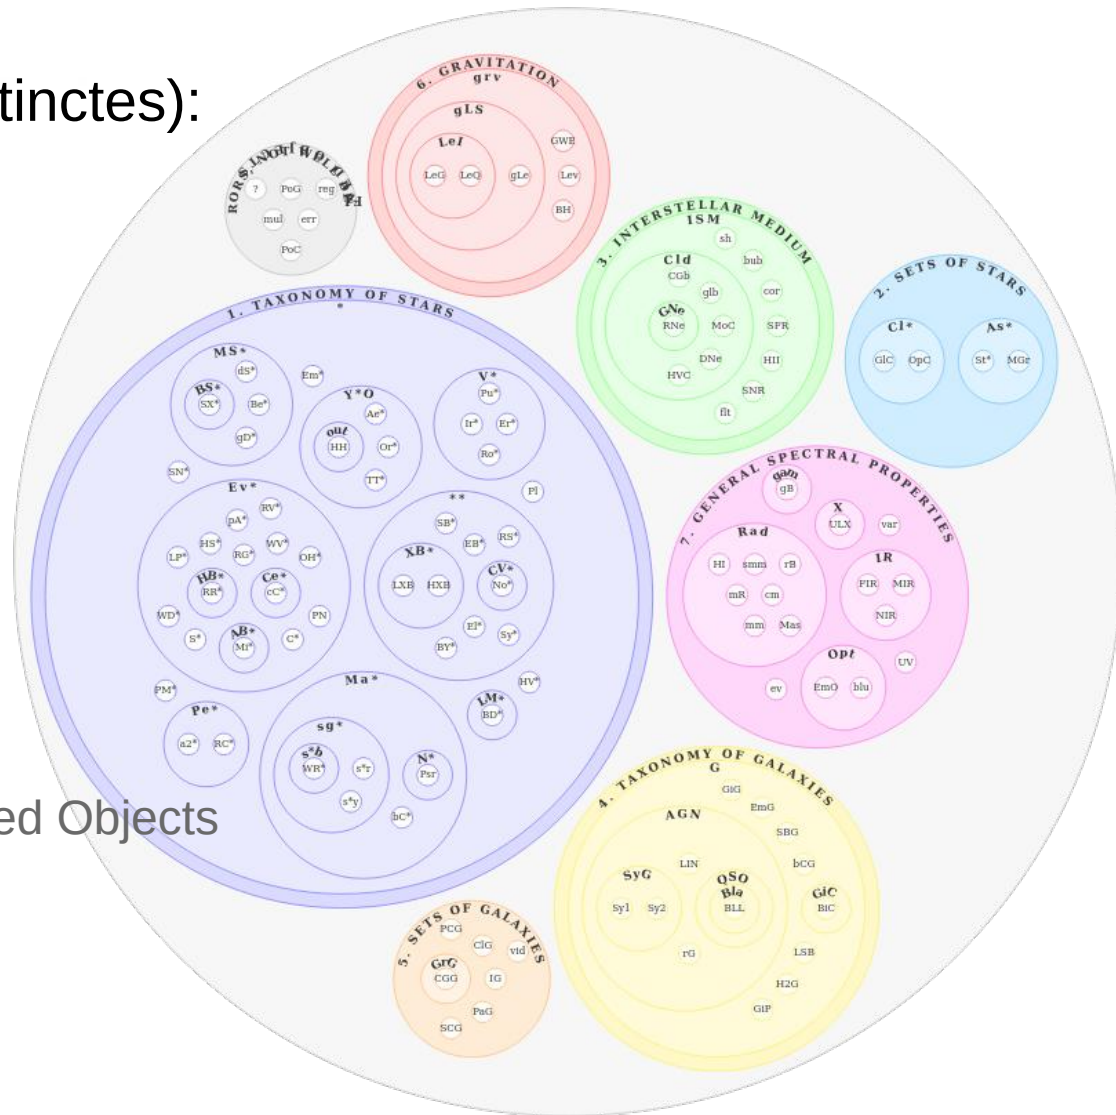 tinctes):
6. GRAVITATION
grv
gLS
LeI
LeG
LeQ
gLe
GWE
Lev
BH
?
PoG
reg
mul
err
PoC
3. INTERSTELLAR MEDIUM
ISM
sh
Cld
CGb
bub
glb
cor
GNe
RNe
MoC
SFR
DNe
HVC
HII
SNR
flt
2. SETS OF STARS
Cl*
GlC
OpC
As*
St*
MGr
1. TAXONOMY OF STARS
*
MS*
dS*
BS*
SX*
Be*
gD*
Em*
Y*O
Ae*
out
HH
Or*
TT*
V*
Pu*
Ir*
Er*
Ro*
SN*
Pl
Ev*
RV*
pA*
HS*
WV*
LP*
RG*
OH*
HB*
RR*
Ce*
cC*
WD*
PN
S*
AB*
Mi*
C*
**
SB*
EB*
RS*
XB*
LXB
HXB
CV*
No*
El*
Sy*
BY*
PM*
HV*
Pe*
a2*
RC*
Ma*
sg*
s*b
WR*
s*r
s*y
N*
Psr
bC*
LM*
BD*
7. GENERAL SPECTRAL PROPERTIES
gam
gB
X
ULX
var
Rad
HI
smm
rB
mR
cm
mm
Mas
IR
FIR
MIR
NIR
Opt
EmO
blu
UV
ev
ed Objects
4. TAXONOMY OF GALAXIES
G
GiG
EmG
SBG
AGN
LIN
bCG
SyG
Sy1
Sy2
QSO
Bla
BLL
GiC
BiC
rG
LSB
H2G
GiP
5. SETS OF GALAXIES
PCG
ClG
vid
GrG
CGG
IG
PaG
SCG